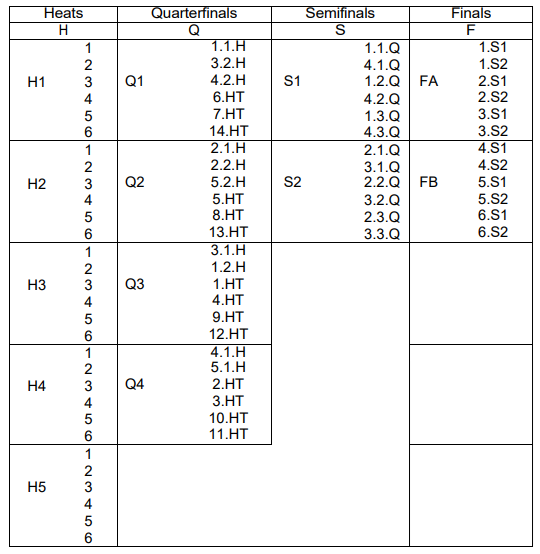 Heats Quarterfinals Semifinals Finals
H Q S F
1 1.1.H 1.1.Q 1.S1
2 3.2.H 4.1.Q 1.S2
H1 3 Q1 4.2.H S1 1.2.Q FA 2.S1
4 6.HT 4.2.Q 2.S2
5 7.HT 1.3.Q 3.S1
6 14.HT 4.3.Q 3.S2
1 2.1.H 2.1.Q 4.S1
2 2.2.H 3.1.Q 4.S2
H2 3 Q2 5.2.H S2 2.2.Q FB 5.S1
4 5.HT 3.2.Q 5.S2
5 8.HT 2.3.Q 6.S1
6 13.HT 3.3.Q 6.S2
1 3.1.H
2 1.2.H
H3 3 Q3 1.HT
4 4.HT
5 9.HT
6 12.HT
1 4.1.H
2 5.1.H
H4 3 Q4 2.HT
4 3.HT
5 10.HT
6 11.HT
1
2
H5 3
4
5
6